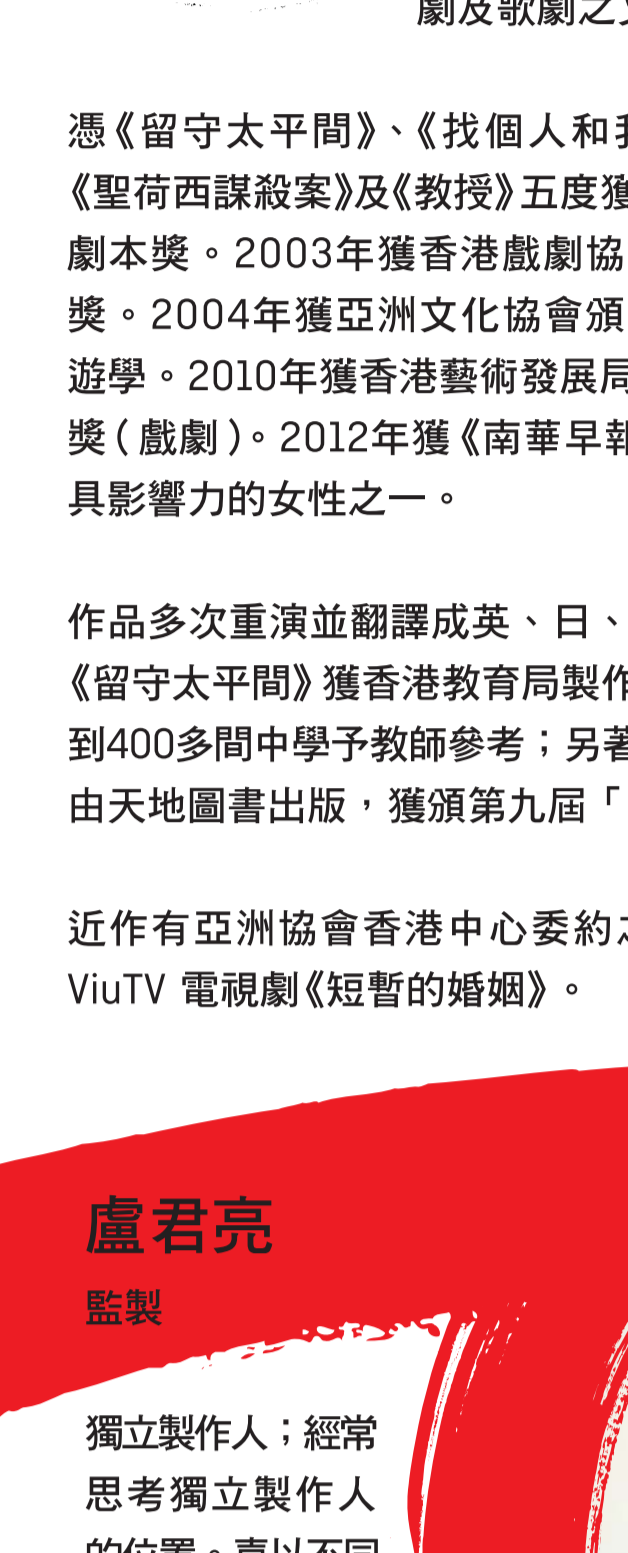 劇及歌劇之
憑《留守太平間》、《找個人和
《聖荷西謀殺案》及《教授》五度獲
劇本獎。2003年獲香港戲劇協
獎。2004年獲亞洲文化協會頒
遊學。2010年獲香港藝術發展局
獎(戲劇)。2012年獲《南華早報
具影響力的女性之一。
作品多次重演並翻譯成英、日、
《留守太平間》獲香港教育局製作
到400多間中學予教師參考；另著
由天地圖書出版，獲頒第九屆「
近作有亞洲協會香港中心委約之
ViuTV 電視劇《短暫的婚姻》。
盧君亮
監製
獨立製作人；經常
思考獨立製作人
的位置。喜以不同